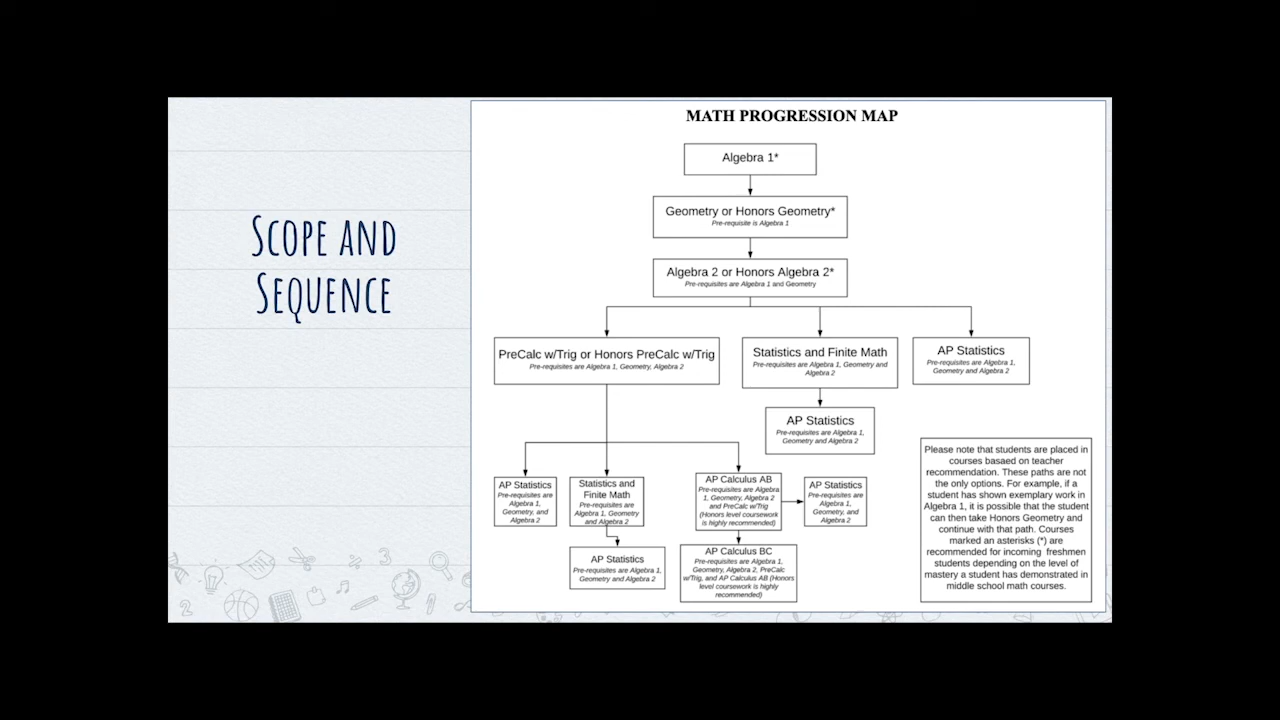 SCOPE AND
SEQUENCE
MATH PROGRESSION MAP
Algebra 1*
Geometry or Honors Geometry*
Pre-requisite is Algebra 1
Algebra 2 or Honors Algebra 2*
Pre-requisites are Algebra 1 and Geometry
PreCalc w/Trig or Honors PreCalc w/Trig
Pre-requisites are Algebra 1, Geometry, Algebra 2
Statistics and Finite Math
Pre-requisites are Algebra 1, Geometry and
Algebra 2
AP Statistics
Pre-requisites are Algebra 1,
Geometry and Algebra 2
AP Statistics
Pre-requisites are Algebra 1,
Geometry and Algebra 2
AP Statistics
Pre-requisites are
Algebra 1,
Geometry, and
Algebra 2
Statistics and
Finite Math
Pre-requisites are
Algebra 1, Geometry
and Algebra 2
AP Calculus AB
Pre-requisites are Algebra
1, Geometry, Algebra 2
and PreCalc w/Trig
(Honors level coursework
is highly recommended)
AP Statistics
Pre-requisites are
Algebra 1,
Geometry, and
Algebra 2
AP Statistics
Pre-requisites are Algebra 1,
Geometry and Algebra 2
AP Calculus BC
Pre-requisites are Algebra 1,
Geometry, Algebra 2, PreCalc
w/Trig, and AP Calculus AB (Honors
level coursework is highly
recommended)
Please note that students are placed in
courses basaed on teacher
recommendation. These paths are not
the only options. For example, if a
student has shown exemplary work in
Algebra 1, it is possible that the student
can then take Honors Geometry and
continue with that path. Courses
marked an asterisks (*) are
recommended for incoming freshmen
students depending on the level of
mastery a student has demonstrated in
middle school math courses.